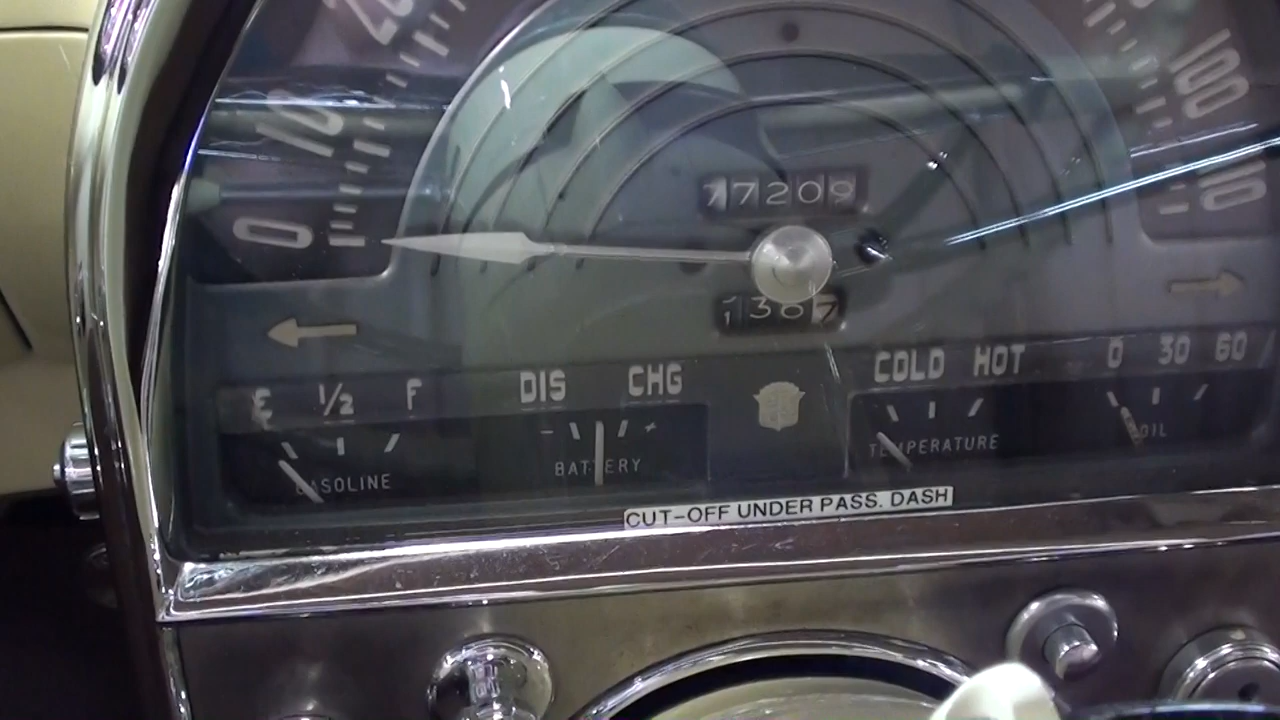 20
10
100
0
110
77209
1387
E 1/2 F
DIS CHG
COLD HOT
0 30 60
GASOLINE
BATTERY
TEMPERATURE
OIL
CUT-OFF UNDER PASS. DASH